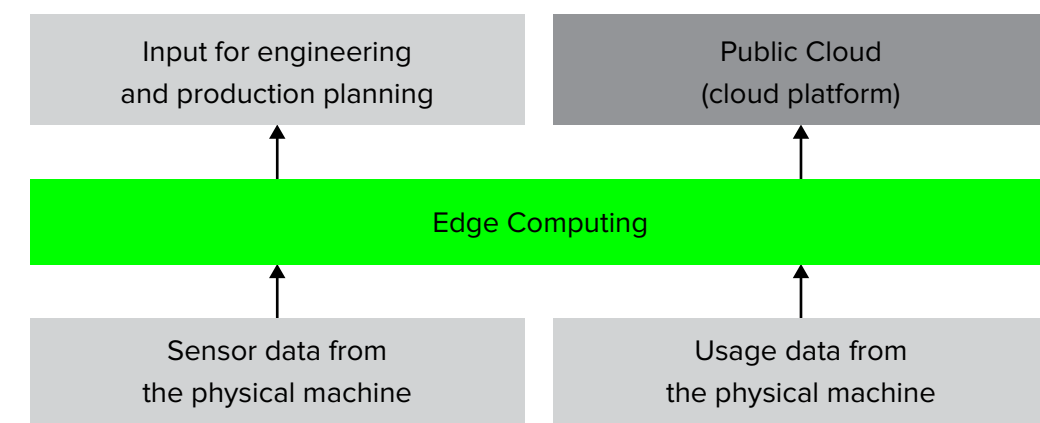 Input for engineering
and production planning
Public Cloud
(cloud platform)
Edge Computing
Sensor data from
the physical machine
Usage data from
the physical machine